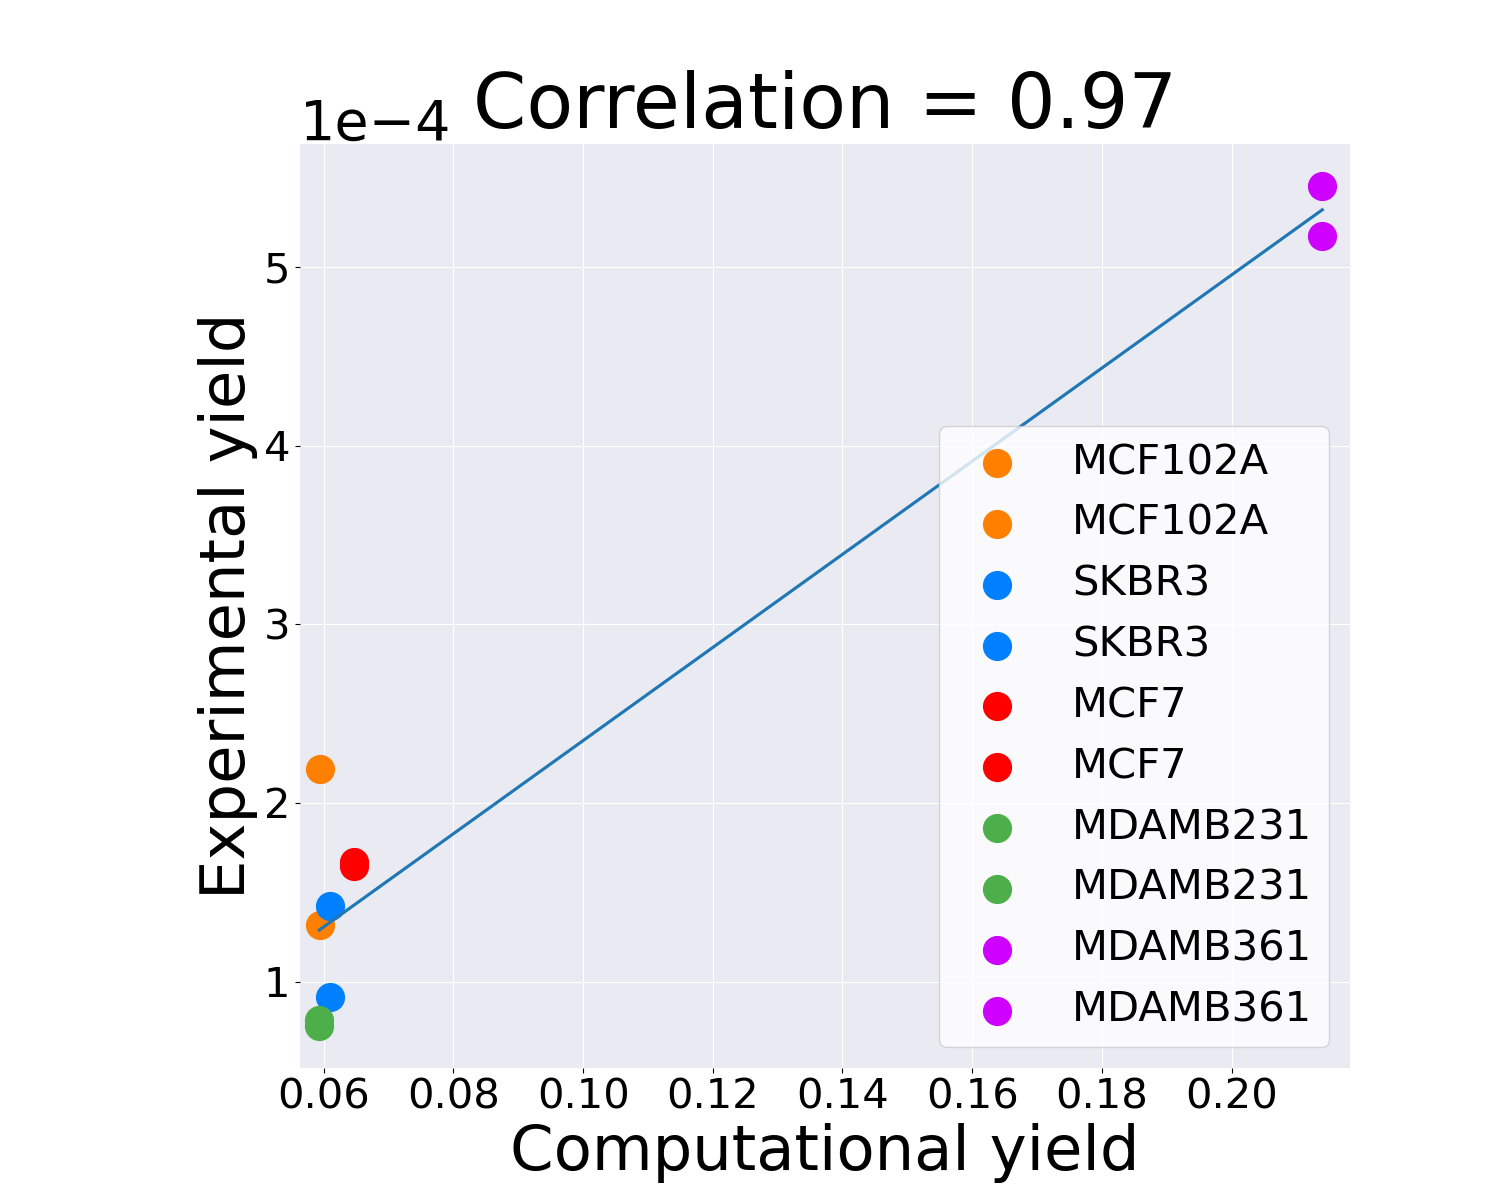 Correlation = 0.97
1e−4
5
4
3
2
1
Experimental yield
MCF102A
MCF102A
SKBR3
SKBR3
MCF7
MCF7
MDAMB231
MDAMB231
MDAMB361
MDAMB361
0.06 0.08 0.10 0.12 0.14 0.16 0.18 0.20
Computational yield